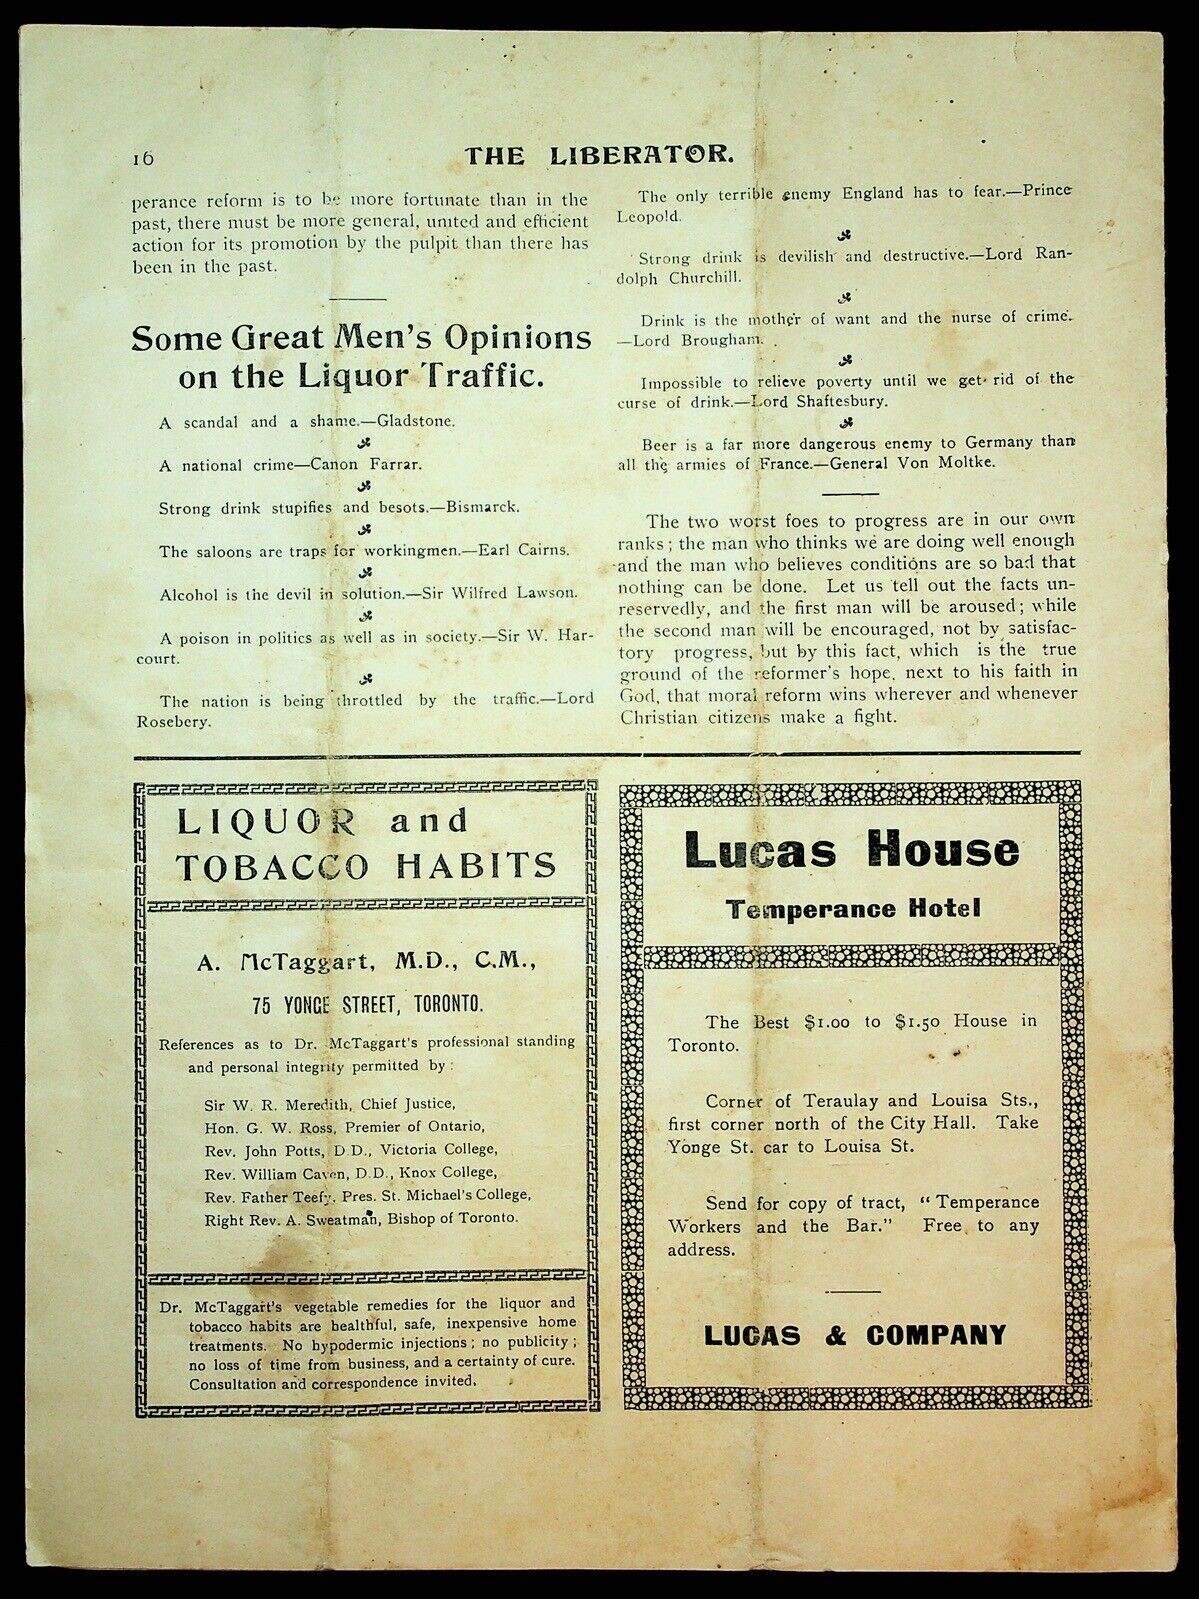 16
THE LIBERATOR.
perance reform is to be more fortunate than in the
past, there must be more general, united and efficient
action for its promotion by the pulpit than there has
been in the past.
Some Great Men's Opinions
on the Liquor Traffic.
A scandal and a shame.—Gladstone.
A national crime—Canon Farrar.
Strong drink stupifies and besots.—Bismarck.
The saloons are traps for workingmen.—Earl Cairns.
Alcohol is the devil in solution.—Sir Wilfred Lawson.
A poison in politics as well as in society.—Sir W. Har-
court.
The nation is being throttled by the traffic.—Lord
Rosebery.
The only terrible enemy England has to fear.—Prince
Leopold.
Strong drink is devilish and destructive.—Lord Ran-
dolph Churchill.
Drink is the mother of want and the nurse of crime.
—Lord Brougham.
Impossible to relieve poverty until we get rid of the
curse of drink.—Lord Shaftesbury.
Beer is a far more dangerous enemy to Germany than
all the armies of France.—General Von Moltke.
The two worst foes to progress are in our own
ranks; the man who thinks we are doing well enough
and the man who believes conditions are so bad that
nothing can be done. Let us tell out the facts un-
reservedly, and the first man will be aroused; while
the second man will be encouraged, not by satisfac-
tory progress, but by this fact, which is the true
ground of the reformer's hope, next to his faith in
God, that moral reform wins wherever and whenever
Christian citizens make a fight.
LIQUOR and
TOBACCO HABITS
A. McTaggart, M.D., C.M.,
75 YONGE STREET, TORONTO.
References as to Dr. McTaggart's professional standing
and personal integrity permitted by:
Sir W. R. Meredith, Chief Justice,
Hon. G. W. Ross, Premier of Ontario,
Rev. John Potts, D.D., Victoria College,
Rev. William Caven, D.D., Knox College,
Rev. Father Teefy, Pres. St. Michael's College,
Right Rev. A. Sweatman, Bishop of Toronto.
Dr. McTaggart's vegetable remedies for the liquor and
tobacco habits are healthful, safe, inexpensive home
treatments. No hypodermic injections; no publicity;
no loss of time from business, and a certainty of cure.
Consultation and correspondence invited.
Lucas House
Temperance Hotel
The Best $1.00 to $1.50 House in
Toronto.
Corner of Teraulay and Louisa Sts.,
first corner north of the City Hall. Take
Yonge St. car to Louisa St.
Send for copy of tract, "Temperance
Workers and the Bar." Free to any
address.
LUCAS & COMPANY